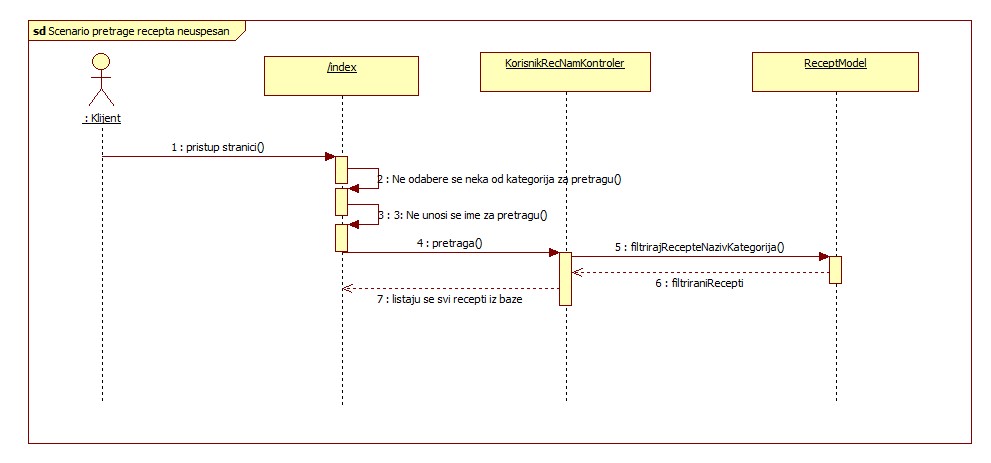 sd Scenario pretrage recepta neuspesan
/index
KorisnikRecNamKontroler
ReceptModel
: Klijent
1 : pristup stranici()
2 : Ne odabere se neka od kategorija za pretragu()
3 : 3: Ne unosi se ime za pretragu()
4 : pretraga()
5 : filtrirajRecepteNazivKategorija()
6 : filtriraniRecepti
7 : listaju se svi recepti iz baze